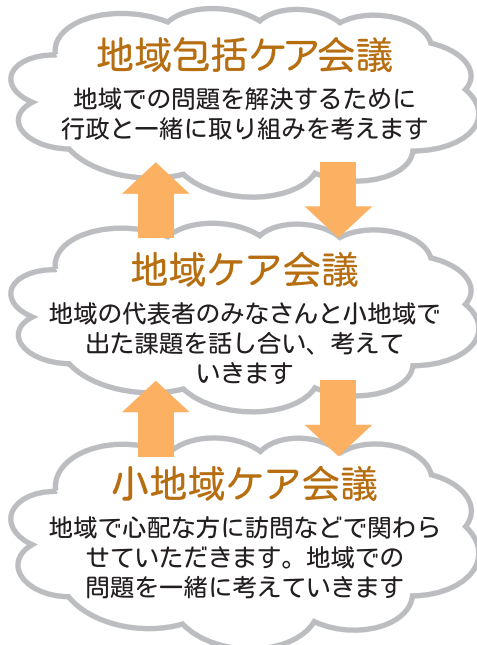 地域包括ケア会議
地域での問題を解決するために
行政と一緒に取り組みを考えます
地域ケア会議
地域の代表者のみなさんと小地域で
出た課題を話し合い、考えて
いきます
小地域ケア会議
地域で心配な方に訪問などで関わら
せていただきます。地域での
問題を一緒に考えていきます